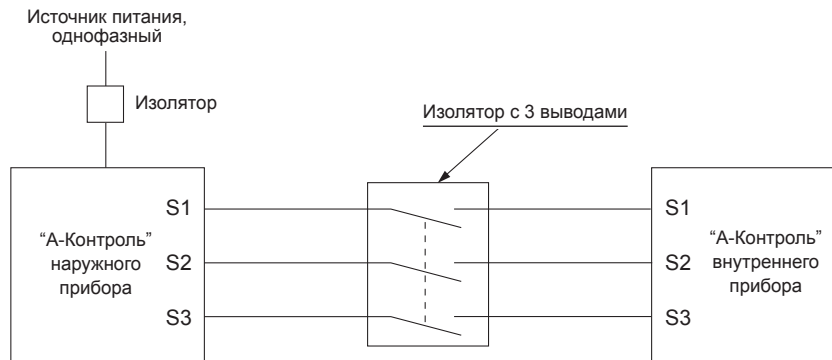 Источник питания,
однофазный
Изолятор
Изолятор с 3 выводами
“А-Контроль”
наружного
прибора
S1
S2
S3
S1
S2
S3
“А-Контроль”
внутреннего
прибора